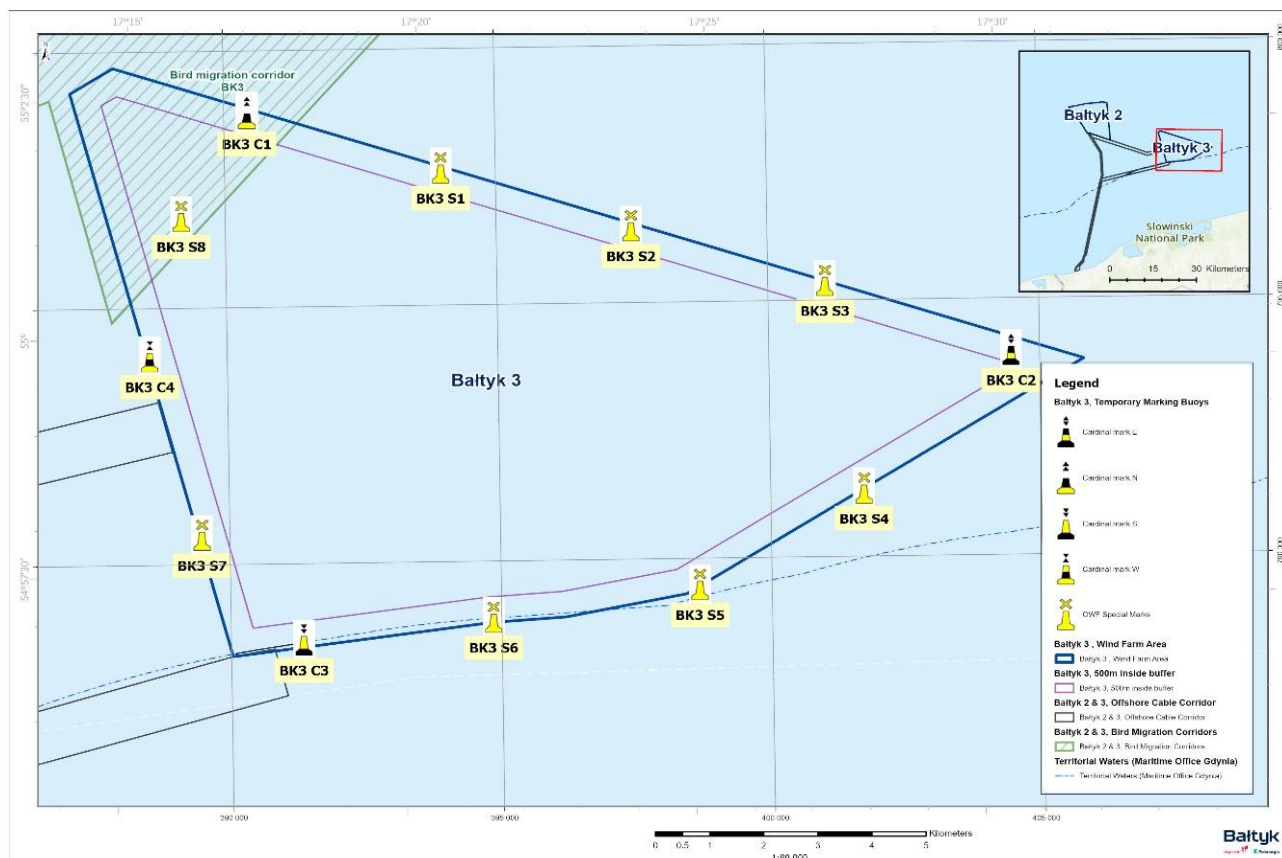 17°15'
17°20'
17°25'
17°30'
Bird migration corridor
BK3
55°2'30"
BK3 C1
BK3 S1
BK3 S8
BK3 S2
BK3 S3
55°
BK3 C4
BK3 C2
Bałtyk 3
BK3 S4
BK3 S7
54°57'30"
BK3 S5
BK3 S6
BK3 C3
390 000
395 000
400 000
405 000
Kilometers
0 0.5 1 2 3 4 5
1:80 000
Bałtyk 2
Bałtyk 3
Slowinski
National Park
0 15 30 Kilometers
Legend
Bałtyk 3, Temporary Marking Buoys
Cardinal mark E
Cardinal mark N
Cardinal mark S
Cardinal mark W
OWF Special Marks
Bałtyk 3 , Wind Farm Area
Bałtyk 3 , Wind Farm Area
Bałtyk 3, 500m inside buffer
Bałtyk 3, 500m inside buffer
Bałtyk 2 & 3, Offshore Cable Corridor
Bałtyk 2 & 3, Offshore Cable Corridor
Bałtyk 2 & 3, Bird Migration Corridors
Bałtyk 2 & 3, Bird Migration Corridors
Territorial Waters (Maritime Office Gdynia)
Territorial Waters (Maritime Office Gdynia)
Bałtyk